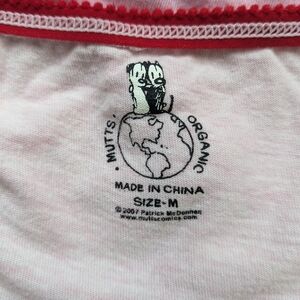 · MUTTS · ORGANIC
MADE IN CHINA
SIZE-M
©2007 Patrick McDonnell
www.muttscomics.com